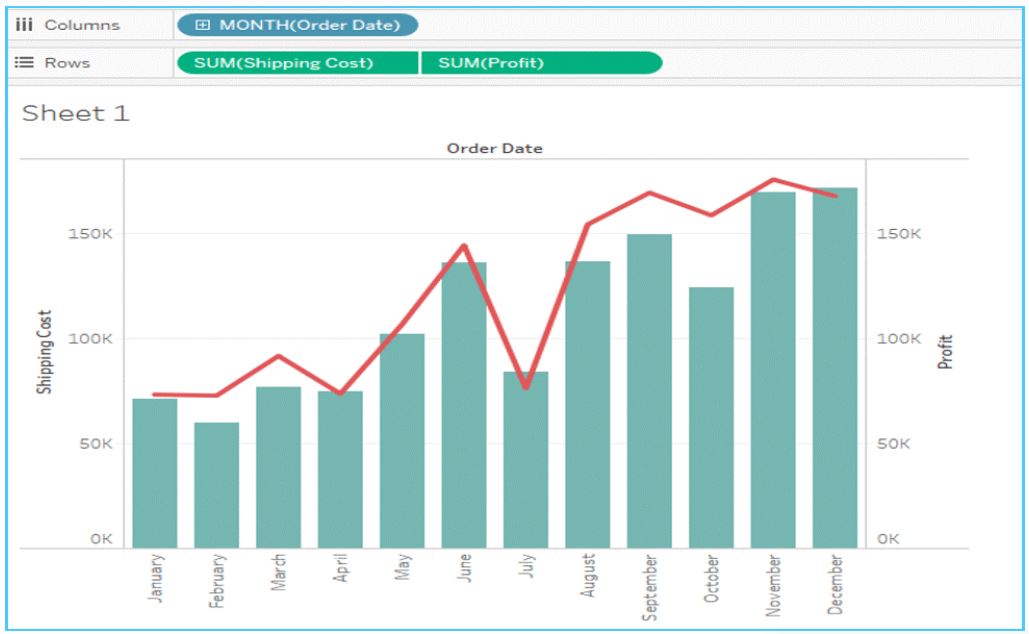 Columns MONTH(Order Date)
Rows SUM(Shipping Cost) SUM(Profit)
Sheet 1
Order Date
Shipping Cost
150K
100K
50K
0K
150K
100K
50K
0K
Profit
January
February
March
April
May
June
July
August
September
October
November
December